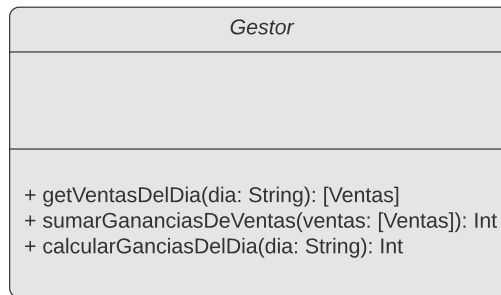 Gestor
+ getVentasDelDia(dia: String): [Ventas]
+ sumarGananciasDeVentas(ventas: [Ventas]): Int
+ calcularGanciasDelDia(dia: String): Int